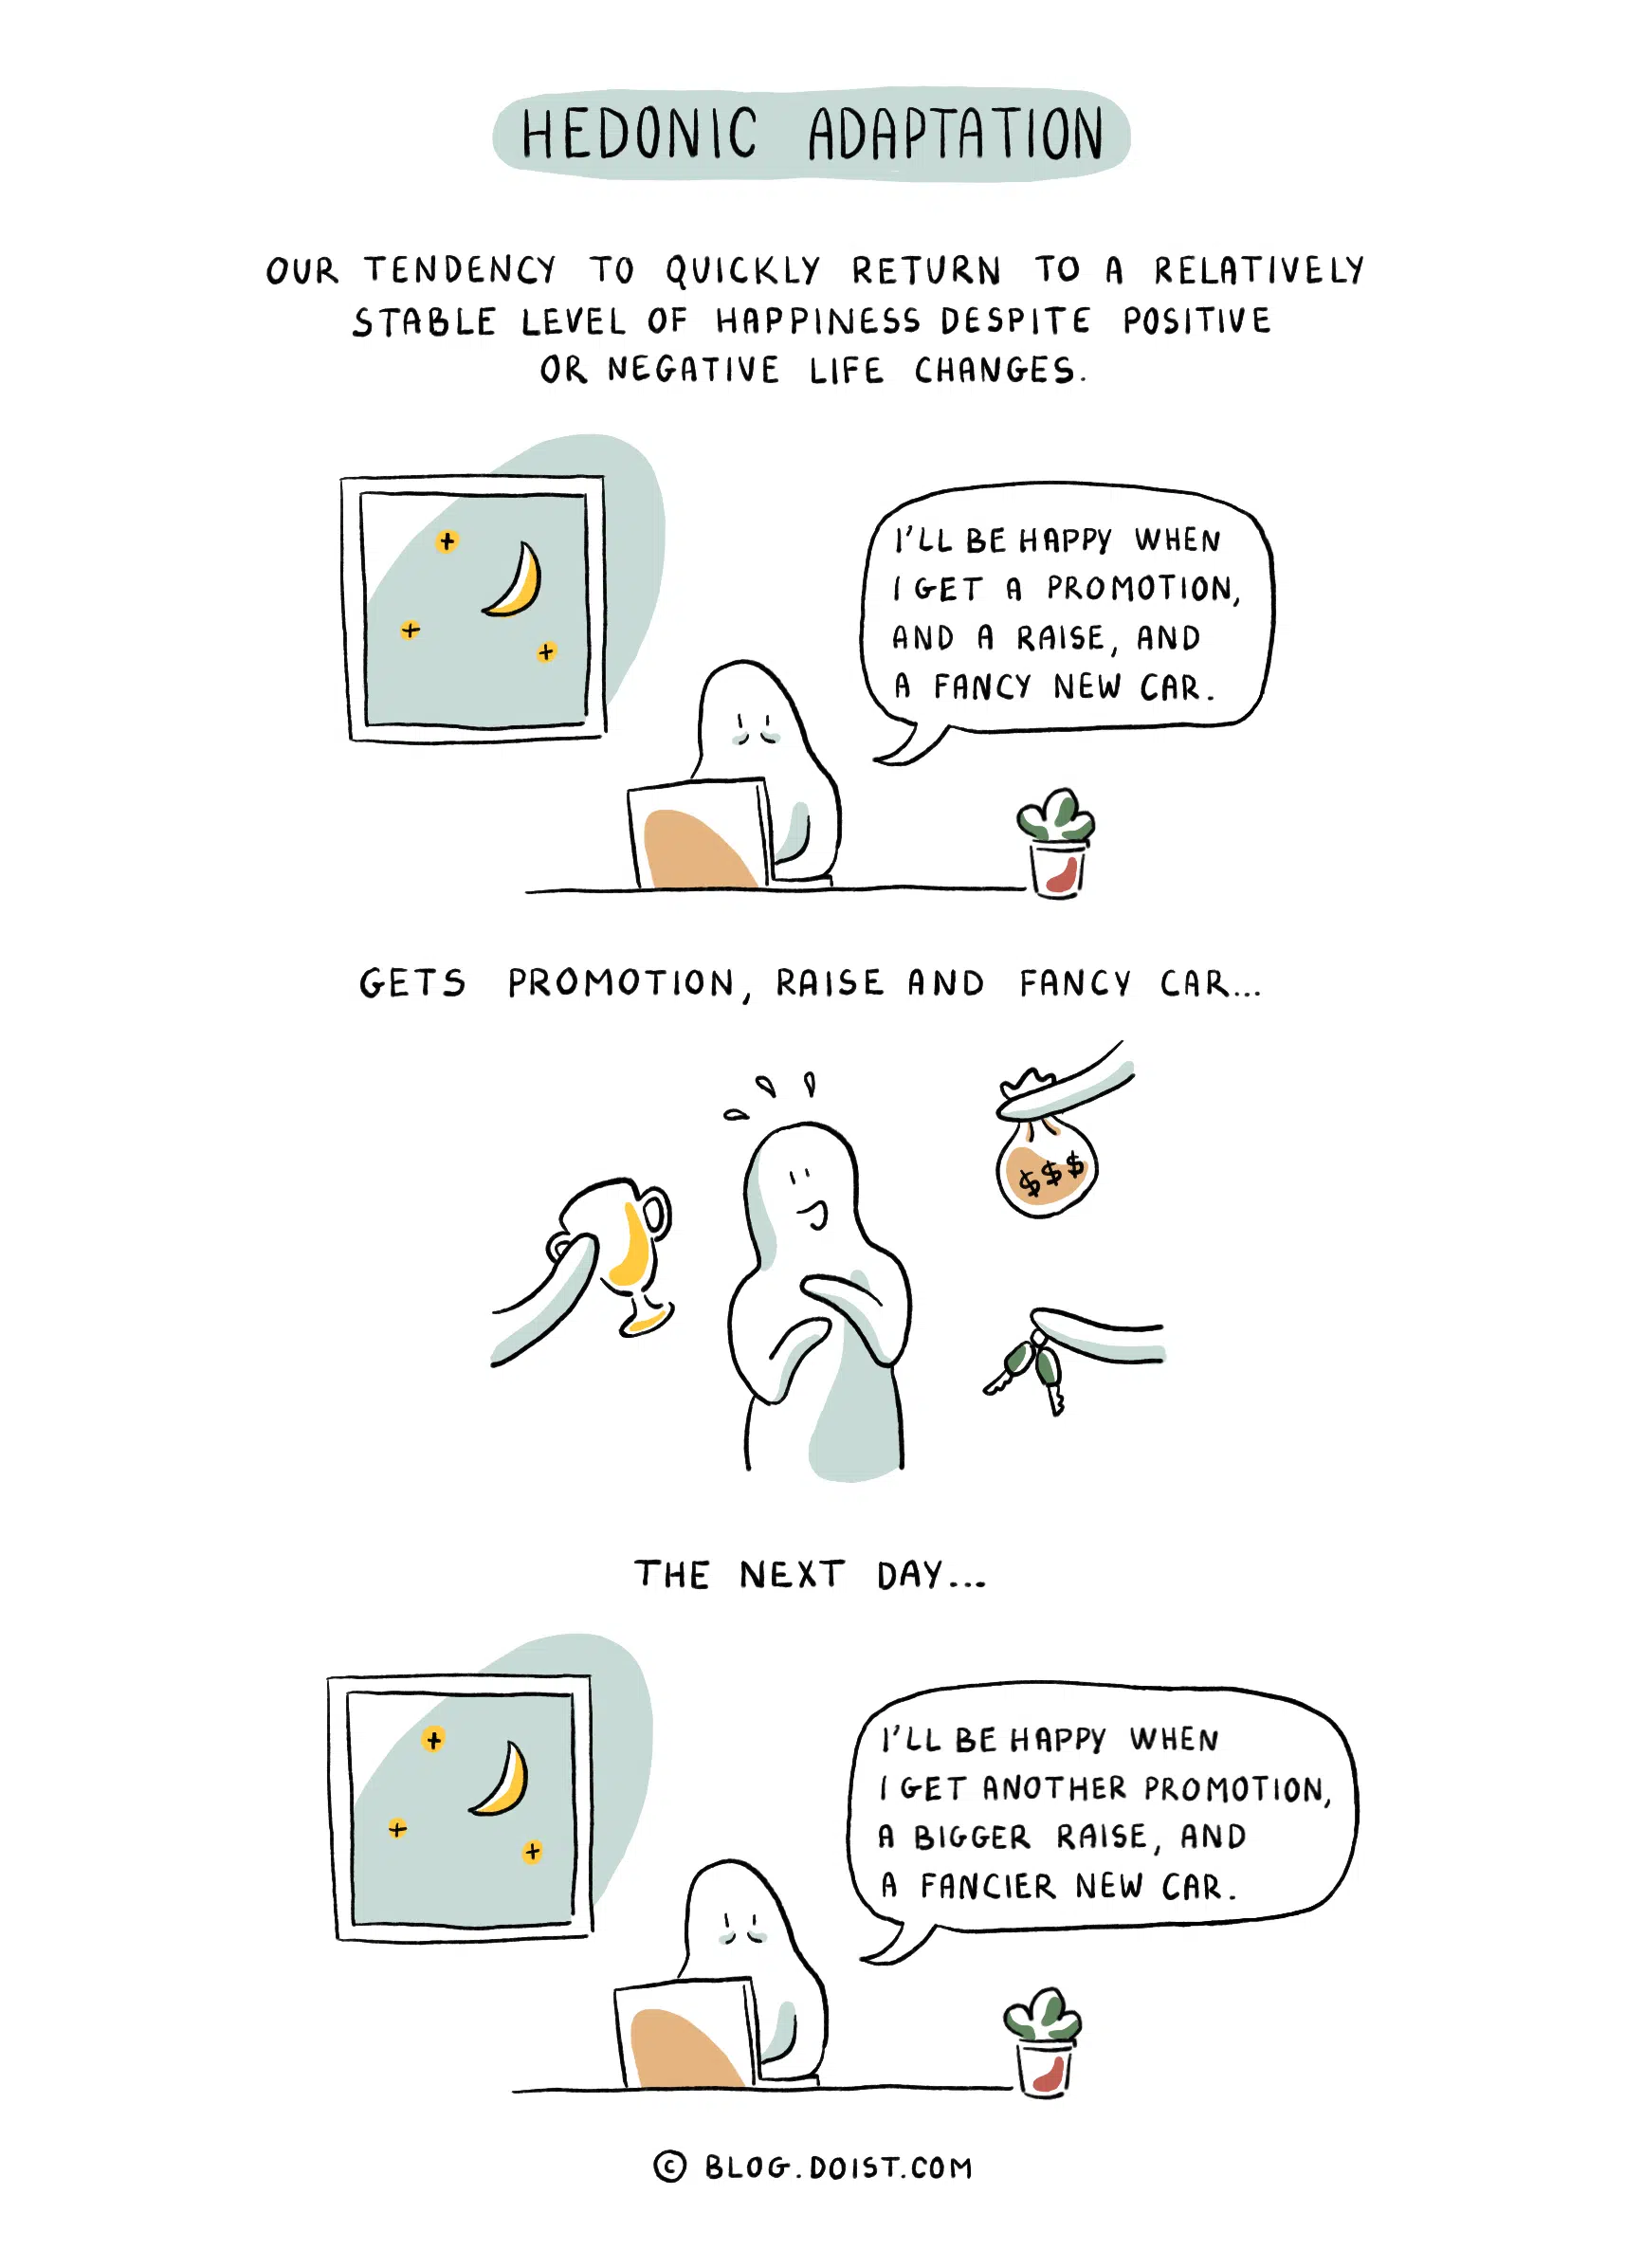 HEDONIC ADAPTATION
OUR TENDENCY TO QUICKLY RETURN TO A RELATIVELY
STABLE LEVEL OF HAPPINESS DESPITE POSITIVE
OR NEGATIVE LIFE CHANGES.
I'LL BE HAPPY WHEN
I GET A PROMOTION,
AND A RAISE, AND
A FANCY NEW CAR.
GETS PROMOTION, RAISE AND FANCY CAR...
$$$
THE NEXT DAY...
I'LL BE HAPPY WHEN
I GET ANOTHER PROMOTION,
A BIGGER RAISE, AND
A FANCIER NEW CAR.
© BLOG.DOIST.COM